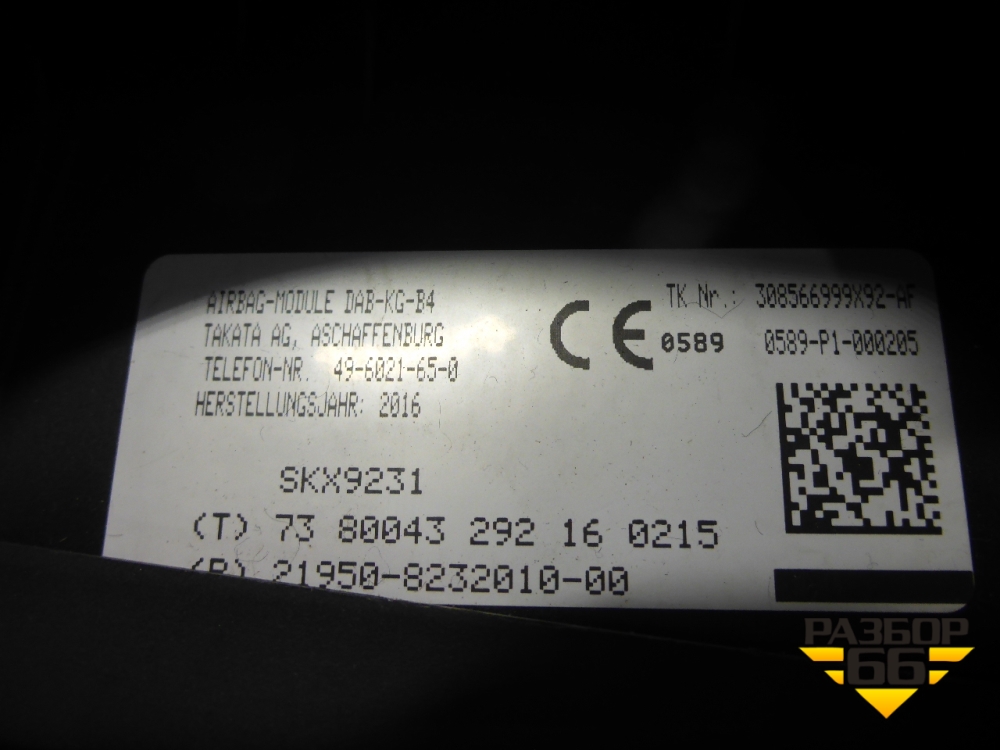 AIRBAG-MODULE DAB-KG-B4
TAKATA AG, ASCHAFFENBURG
TELEFON-NR. 49-6021-65-0
HERSTELLUNGSJAHR: 2016
CE 0589
TK Nr.: 308566999X92-AF
0589-P1-000205
SKX9231
(T) 73 80043 292 16 0215
(P) 21950-8232010-00
РАЗБОР
66